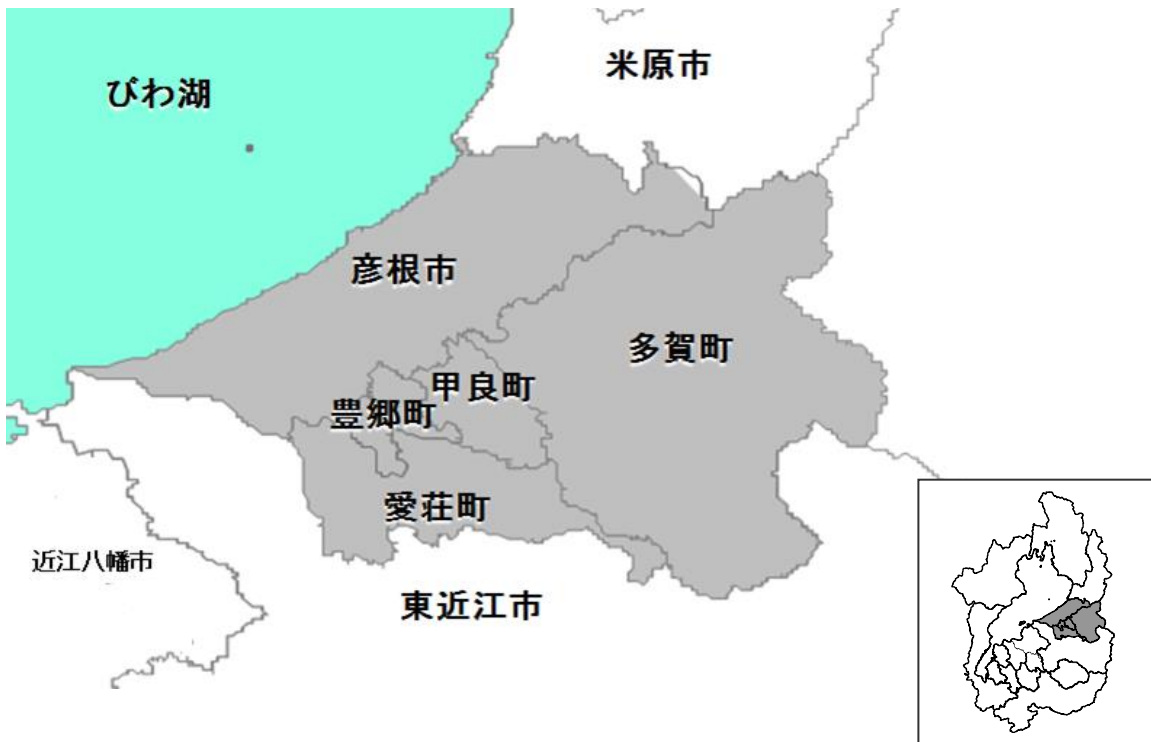 びわ湖
米原市
彦根市
多賀町
甲良町
豊郷町
愛荘町
近江八幡市
東近江市